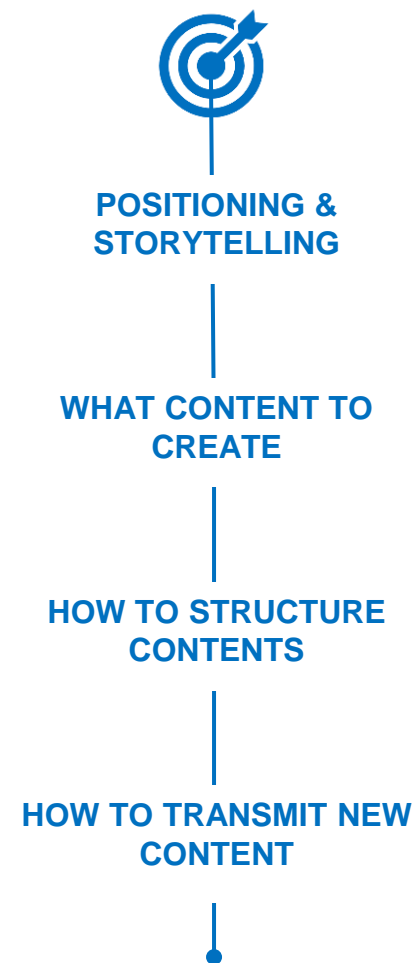 POSITIONING &
STORYTELLING
WHAT CONTENT TO
CREATE
HOW TO STRUCTURE
CONTENTS
HOW TO TRANSMIT NEW
CONTENT